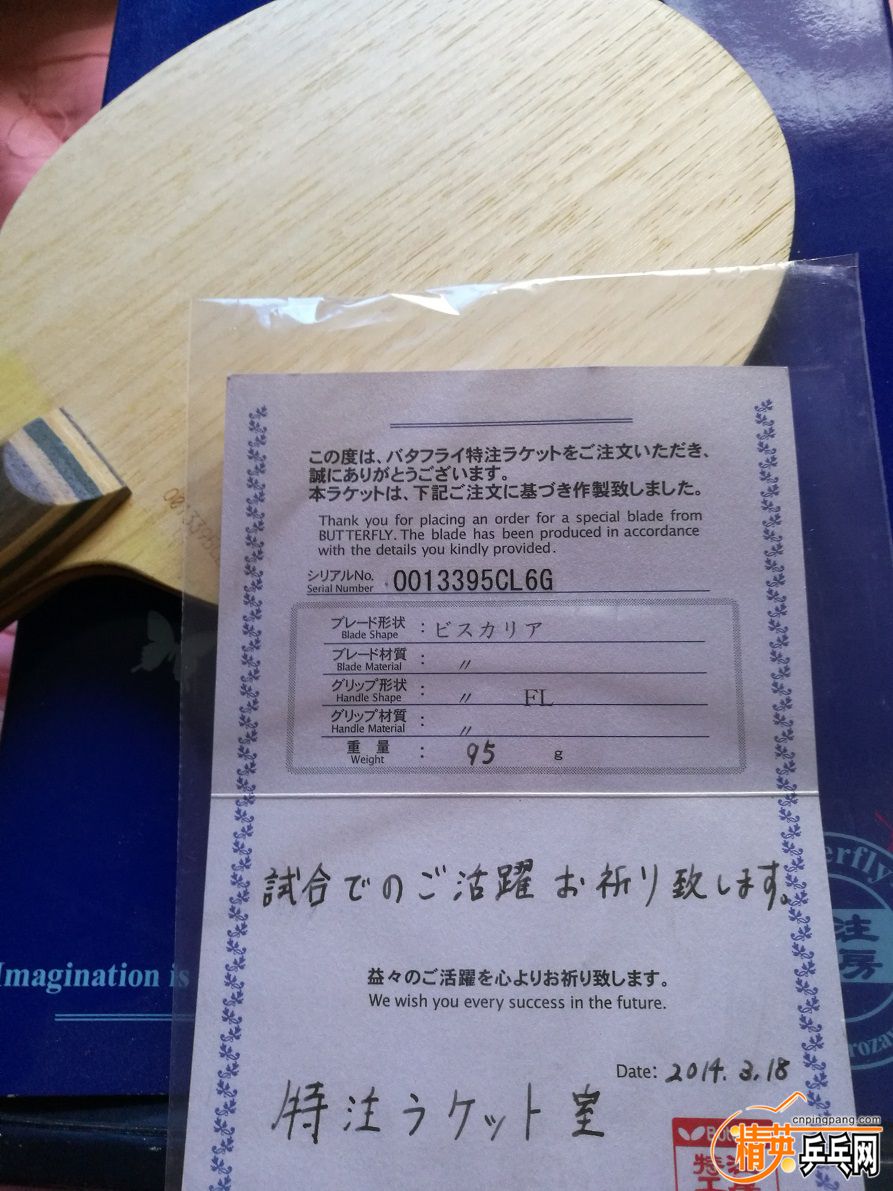 この度は、バタフライ特注ラケットをご注文いただき、
誠にありがとうございます。
本ラケットは、下記ご注文に基づき作製致しました。
Thank you for placing an order for a special blade from
BUTTERFLY. The blade has been produced in accordance
with the details you kindly provided.
シリアルNo.
Serial Number
0013395CL6G
ブレード形状
Blade Shape
: ビスカリア
ブレード材質
Blade Material
: 〃
グリップ形状
Handle Shape
: 〃 FL
グリップ材質
Handle Material
: 〃
重量
Weight
: 95 g
試合でのご活躍お祈り致します。
益々のご活躍を心よりお祈り致します。
We wish you every success in the future.
Date: 2014. 3. 18
特注ラケット室
Imagination is
erfly
注
房
cnpingpang.com
精英乒乓网